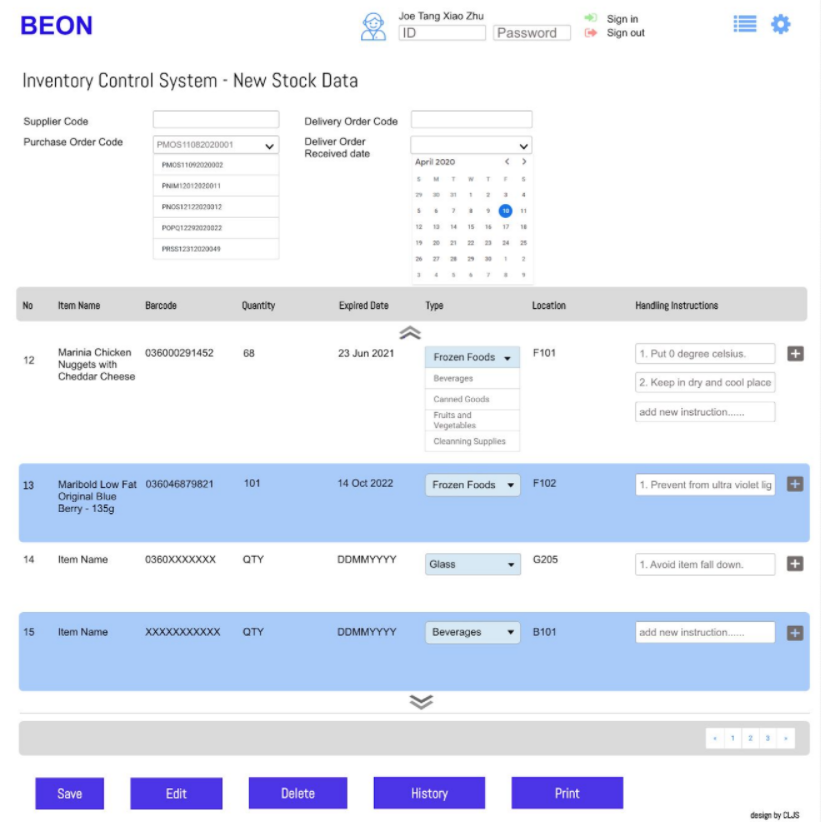 BEON
Joe Tang Xiao Zhu
ID
Password
Sign in
Sign out
Inventory Control System - New Stock Data
Supplier Code
Delivery Order Code
Purchase Order Code
PMOS11082020001
PMOS11092020002
PNIM12012020011
PNOS12122020012
POPQ12292020022
PRSS12312020049
Deliver Order
Received date
April 2020
S M T W T F S
29 30 31 1 2 3 4
5 6 7 8 9 10 11
12 13 14 15 16 17 18
19 20 21 22 23 24 25
26 27 28 29 30 1 2
3 4 5 6 7 8 9
No Item Name Barcode Quantity Expired Date Type Location Handling Instructions
12
Marinia Chicken
Nuggets with
Cheddar Cheese
036000291452
68
23 Jun 2021
Frozen Foods
Beverages
Canned Goods
Fruits and
Vegetables
Cleanning Supplies
F101
1. Put 0 degree celsius.
2. Keep in dry and cool place
add new instruction......
13
Maribold Low Fat
Original Blue
Berry - 135g
036046879821
101
14 Oct 2022
Frozen Foods
F102
1. Prevent from ultra violet lig
14
Item Name
0360XXXXXXX
QTY
DDMMYYYY
Glass
G205
1. Avoid item fall down.
15
Item Name
XXXXXXXXXXX
QTY
DDMMYYYY
Beverages
B101
add new instruction......
« 1 2 3 »
Save
Edit
Delete
History
Print
design by CLJS